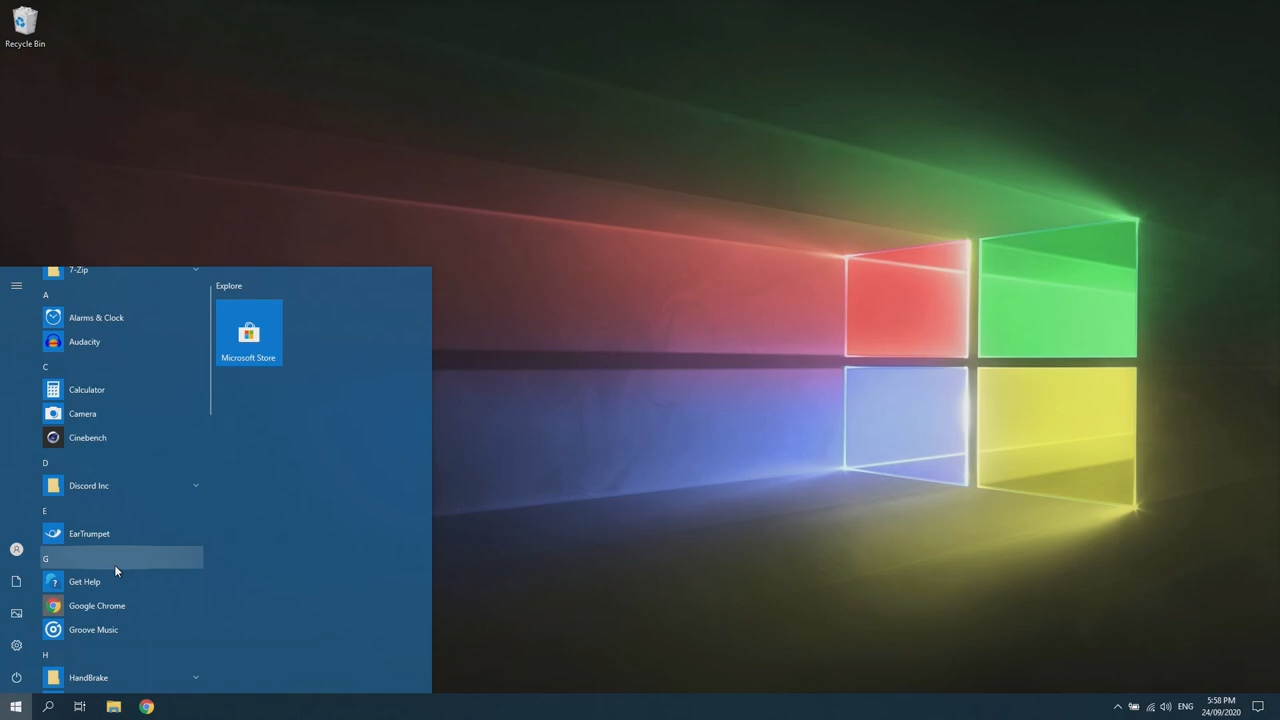 Recycle Bin
7-Zip
A
Alarms & Clock
Audacity
C
Calculator
Camera
Cinebench
D
Discord Inc
E
EarTrumpet
G
Get Help
Google Chrome
Groove Music
H
HandBrake
Explore
Microsoft Store
ENG
5:58 PM
24/09/2020